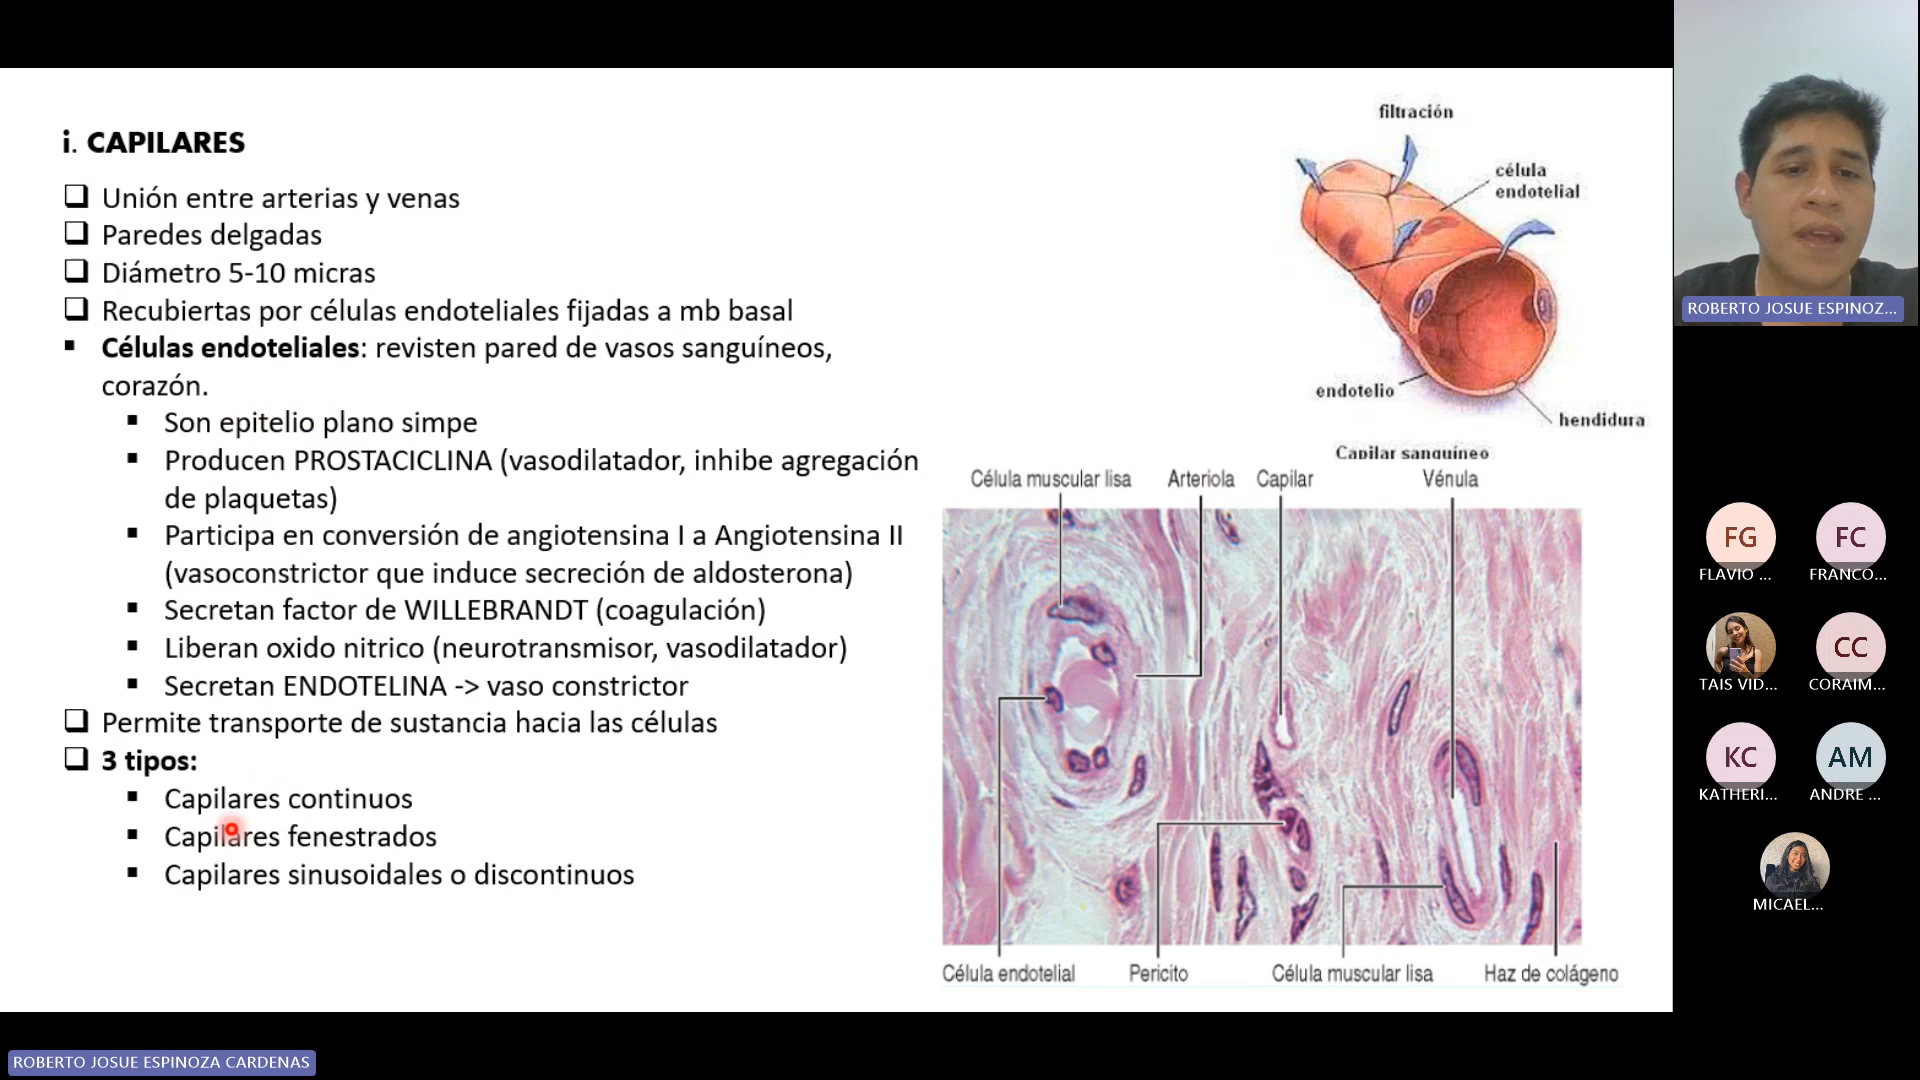 i. CAPILARES
Unión entre arterias y venas
Paredes delgadas
Diámetro 5-10 micras
Recubiertas por células endoteliales fijadas a mb basal
Células endoteliales: revisten pared de vasos sanguíneos,
corazón.
Son epitelio plano simpe
Producen PROSTACICLINA (vasodilatador, inhibe agregación
de plaquetas)
Participa en conversión de angiotensina I a Angiotensina II
(vasoconstrictor que induce secreción de aldosterona)
Secretan factor de WILLEBRANDT (coagulación)
Liberan oxido nitrico (neurotransmisor, vasodilatador)
Secretan ENDOTELINA -> vaso constrictor
Permite transporte de sustancia hacia las células
3 tipos:
Capilares continuos
Capilares fenestrados
Capilares sinusoidales o discontinuos
filtración
célula
endotelial
endotelio
hendidura
Capilar sanguíneo
Célula muscular lisa Arteriola Capilar Vénula
Célula endotelial Pericito Célula muscular lisa Haz de colágeno
ROBERTO JOSUE ESPINOZ...
FG FC
FLAVIO ... FRANCO...
CC
TAIS VID... CORAIM...
KC AM
KATHERI... ANDRE ...
MICAEL...
ROBERTO JOSUE ESPINOZA CARDENAS